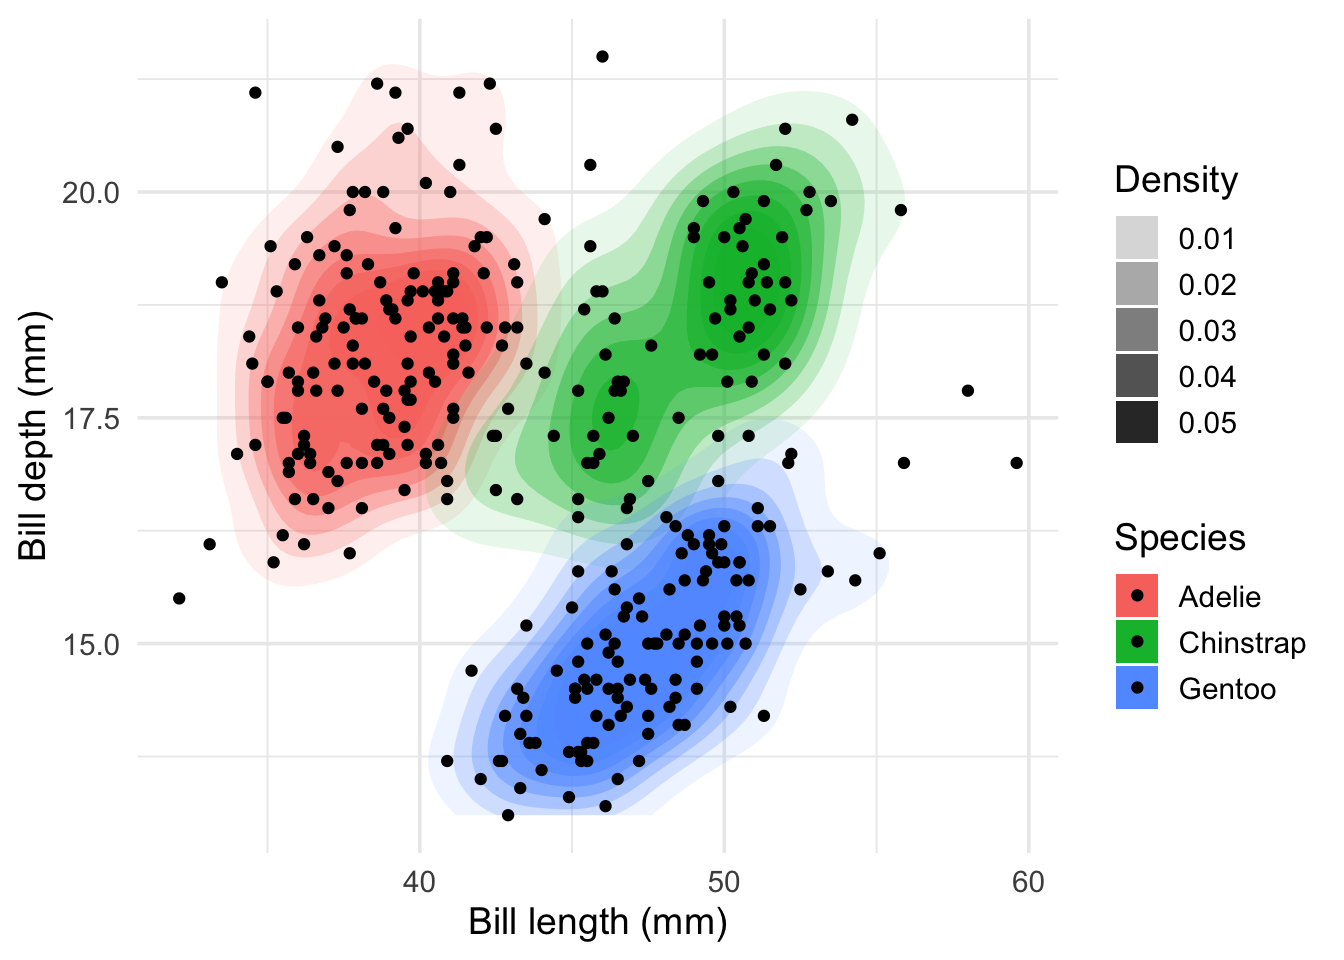 20.0
17.5
15.0
40
50
60
Bill length (mm)
Bill depth (mm)
Density
0.01
0.02
0.03
0.04
0.05
Species
Adelie
Chinstrap
Gentoo